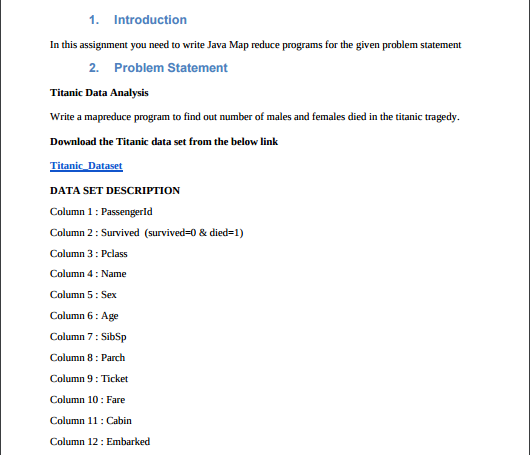 1. Introduction
In this assignment you need to write Java Map reduce programs for the given problem statement
2. Problem Statement
Titanic Data Analysis
Write a mapreduce program to find out number of males and females died in the titanic tragedy.
Download the Titanic data set from the below link
Titanic_Dataset
DATA SET DESCRIPTION
Column 1 : PassengerId
Column 2 : Survived (survived=0 & died=1)
Column 3 : Pclass
Column 4 : Name
Column 5 : Sex
Column 6 : Age
Column 7 : SibSp
Column 8 : Parch
Column 9 : Ticket
Column 10 : Fare
Column 11 : Cabin
Column 12 : Embarked